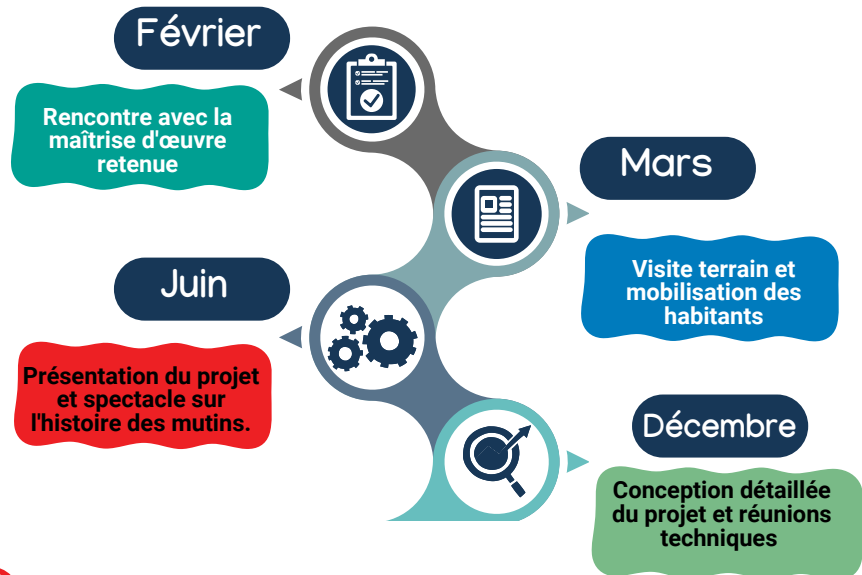 Février
Rencontre avec la
maîtrise d'œuvre
retenue
Mars
Visite terrain et
mobilisation des
habitants
Juin
Présentation du projet
et spectacle sur
l'histoire des mutins.
Décembre
Conception détaillée
du projet et réunions
techniques